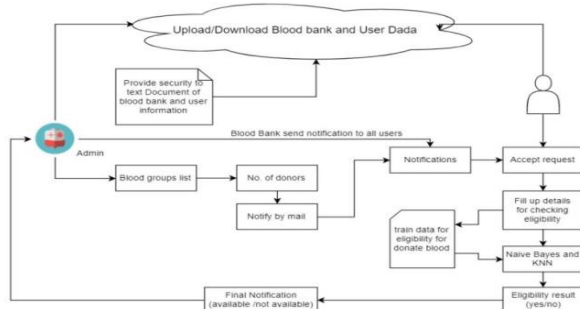 Upload/Download Blood bank and User Dada
Provide security to
text Document of
blood bank and user
information
Blood Bank send notification to all users
Admin
Blood groups list
No. of donors
Notifications
Accept request
Notify by mail
Fill up details
for checking
eligibility
train data for
eligibility for
donate blood
Naive Bayes and
KNN
Final Notification
(available /not available)
Eligibility result
(yes/no)